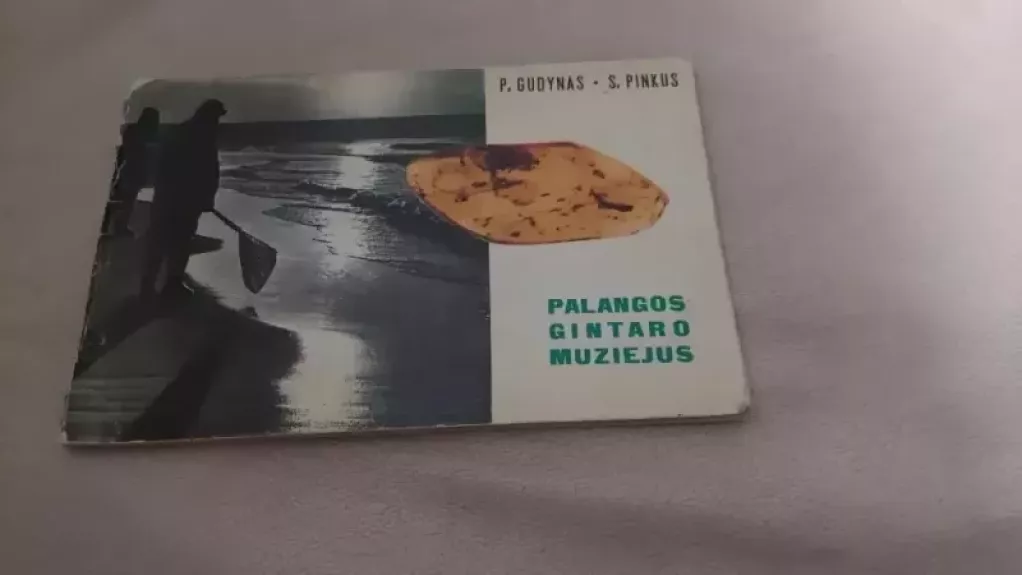 P. GUDYNAS • S. PINKUS
PALANGOS
GINTARO
MUZIEJUS